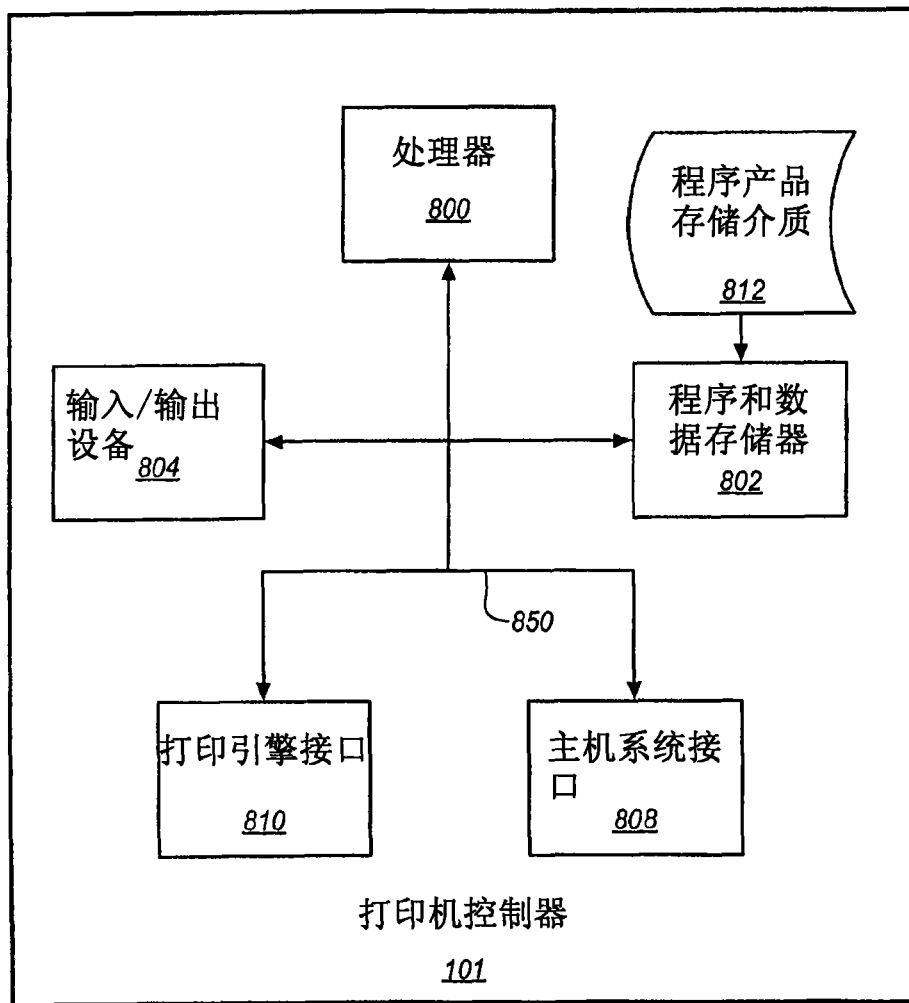 处理器
800
程序产品
存储介质
812
输入/输出
设备
804
程序和数
据存储器
802
850
打印引擎接口
810
主机系统接
口
808
打印机控制器
101